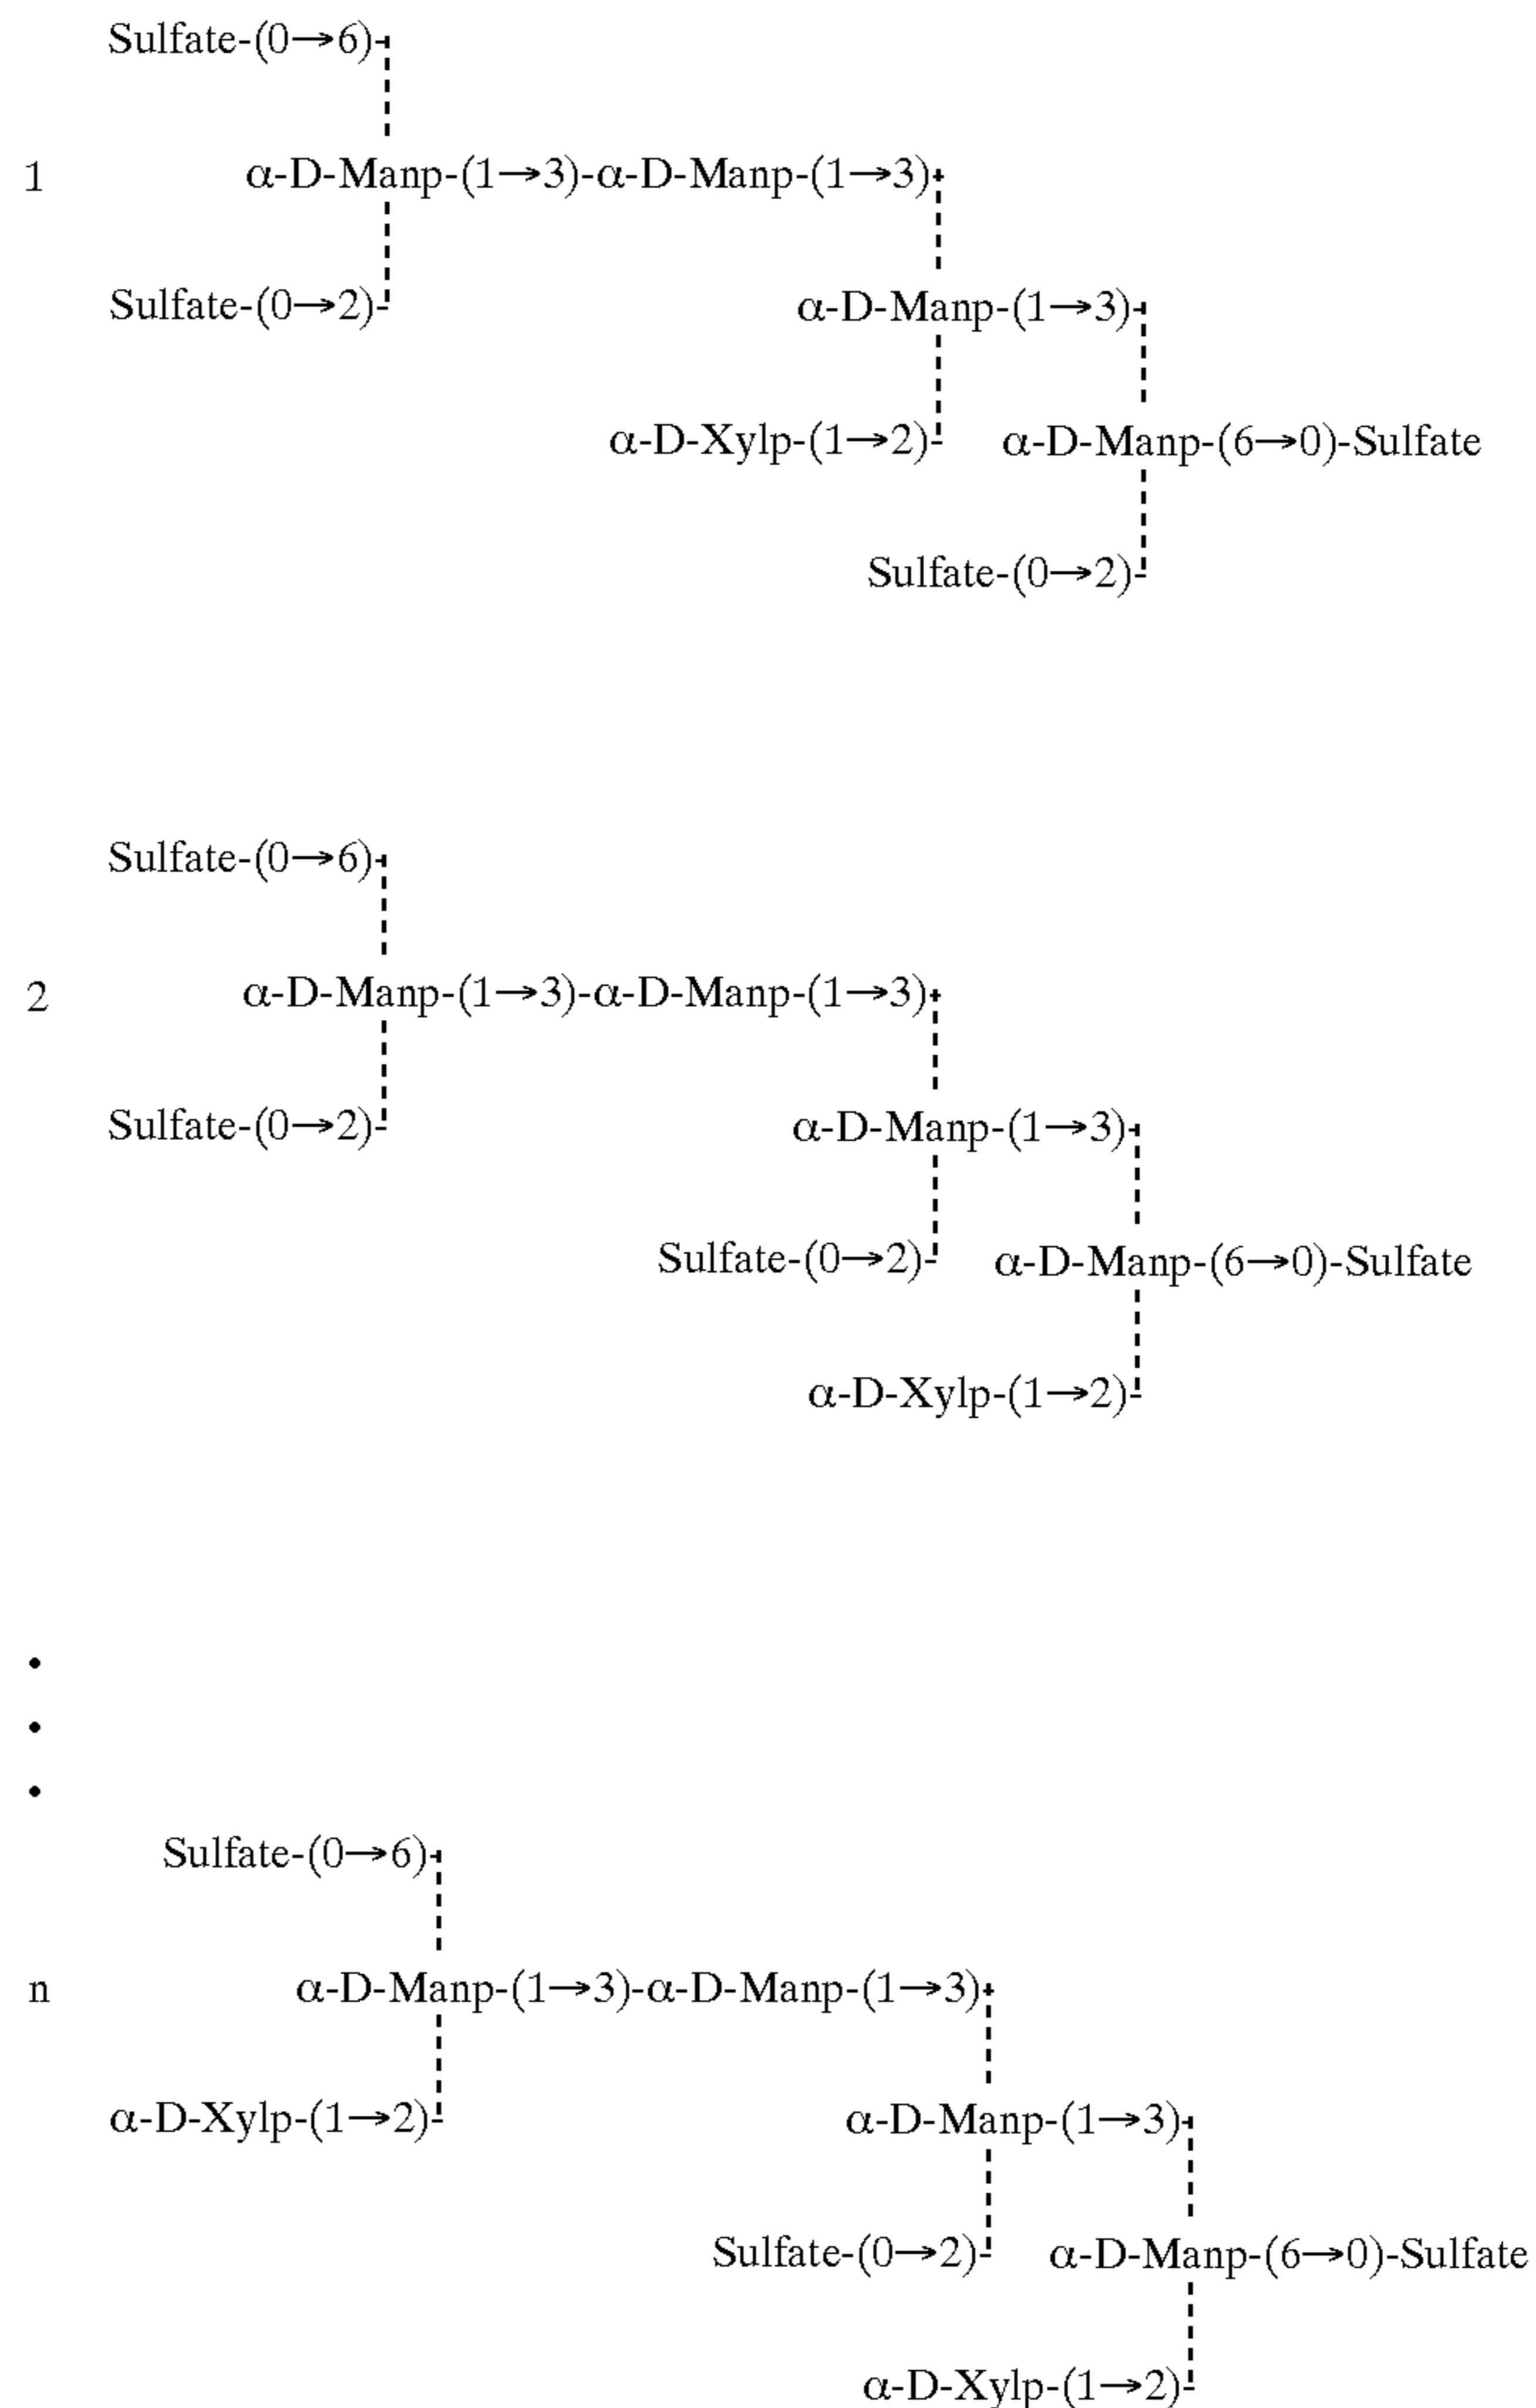 Sulfate-(0→6)-
1 α-D-Manp-(1→3)-α-D-Manp-(1→3)-
Sulfate-(0→2)- α-D-Manp-(1→3)-
α-D-Xylp-(1→2)- α-D-Manp-(6→0)-Sulfate
Sulfate-(0→2)-
Sulfate-(0→6)-
2 α-D-Manp-(1→3)-α-D-Manp-(1→3)-
Sulfate-(0→2)- α-D-Manp-(1→3)-
Sulfate-(0→2)- α-D-Manp-(6→0)-Sulfate
α-D-Xylp-(1→2)-
•
•
•
Sulfate-(0→6)-
n α-D-Manp-(1→3)-α-D-Manp-(1→3)-
α-D-Xylp-(1→2)- α-D-Manp-(1→3)-
Sulfate-(0→2)- α-D-Manp-(6→0)-Sulfate
α-D-Xylp-(1→2)-